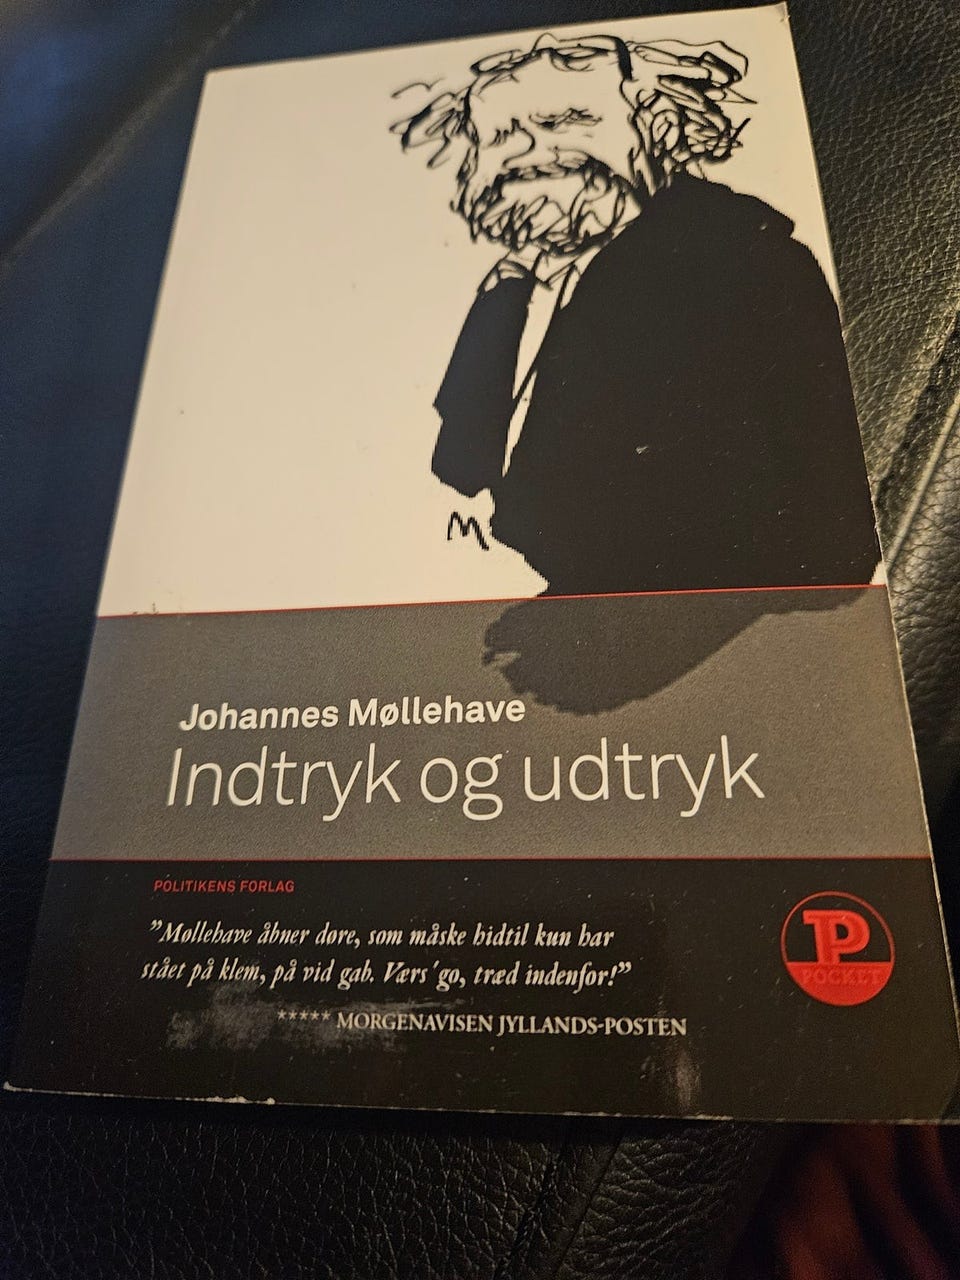 M
Johannes Møllehave
Indtryk og udtryk
POLITIKENS FORLAG
”Møllehave åbner døre, som måske hidtil kun har
stået på klem, på vid gab. Værs'go, træd indenfor!”
***** MORGENAVISEN JYLLANDS-POSTEN
P
POCKET